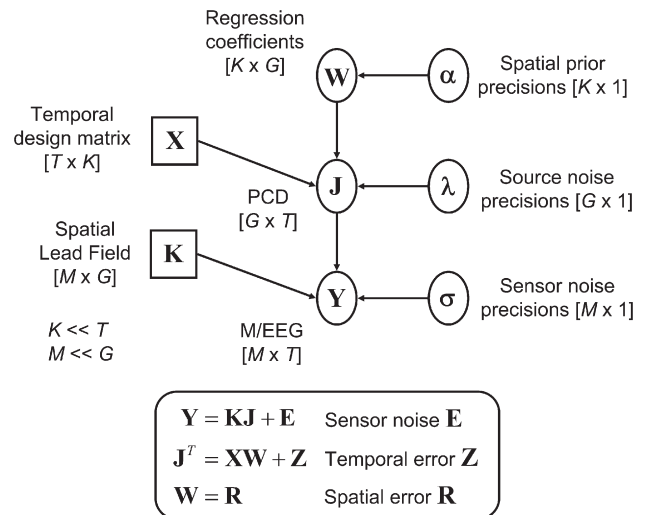 Regression
coefficients
[K x G]
W
α
Spatial prior
precisions [K x 1]
Temporal
design matrix
[T x K]
X
PCD
[G x T]
J
λ
Source noise
precisions [G x 1]
Spatial
Lead Field
[M x G]
K
Y
σ
Sensor noise
precisions [M x 1]
K << T
M << G
M/EEG
[M x T]
Y = KJ + E Sensor noise E
J^T = XW + Z Temporal error Z
W = R Spatial error R